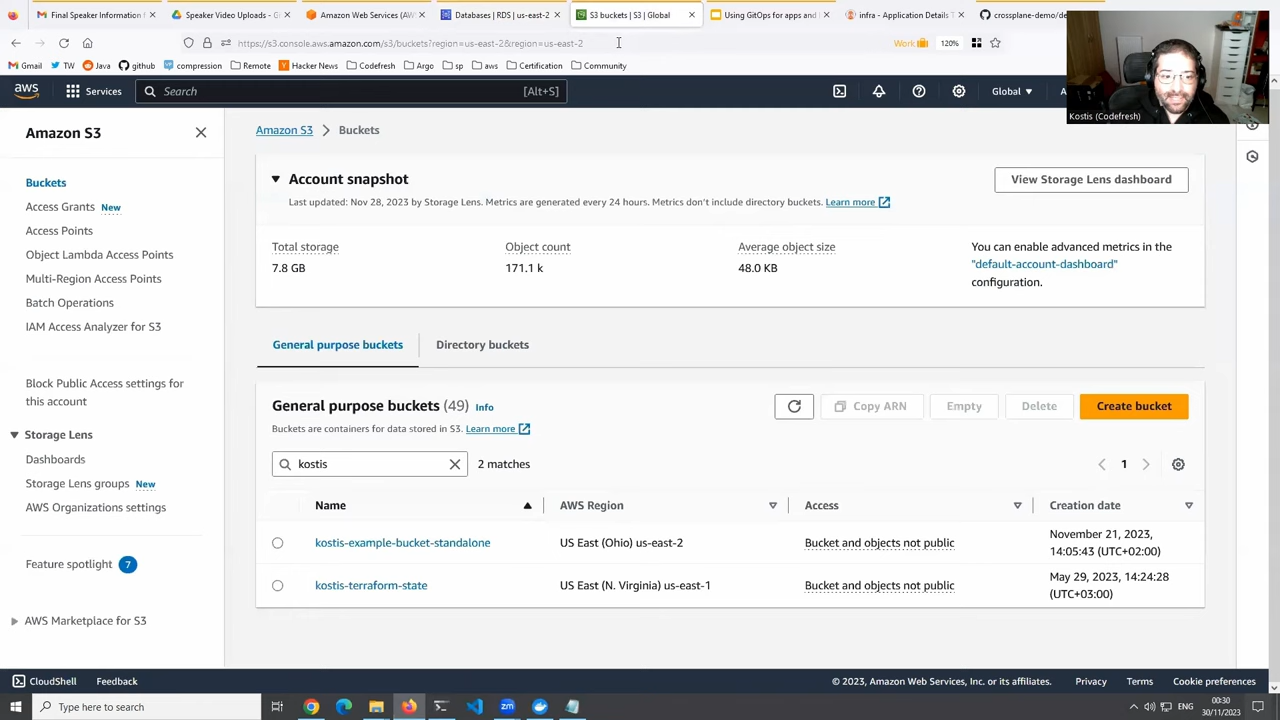 Final Speaker Information f
Speaker Video Uploads - G
Amazon Web Services (AW
Databases | RDS | us-east-2
S3 buckets | S3 | Global
Using GitOps for apps and
infra - Application Details T
crossplane-demo/de
https://s3.console.aws.amazon.com/s3/buckets?region=us-east-2&region=us-east-2
Work
120%
Gmail
TW
Java
github
compression
Remote
Hacker News
Codefresh
Argo
sp
aws
Certification
Community
aws
Services
Search
[Alt+S]
Global
Kostis (Codefresh)
Amazon S3
Buckets
Access Grants New
Access Points
Object Lambda Access Points
Multi-Region Access Points
Batch Operations
IAM Access Analyzer for S3
Block Public Access settings for
this account
Storage Lens
Dashboards
Storage Lens groups New
AWS Organizations settings
Feature spotlight 7
AWS Marketplace for S3
Amazon S3 > Buckets
Account snapshot
View Storage Lens dashboard
Last updated: Nov 28, 2023 by Storage Lens. Metrics are generated every 24 hours. Metrics don't include directory buckets. Learn more
Total storage
7.8 GB
Object count
171.1 k
Average object size
48.0 KB
You can enable advanced metrics in the
"default-account-dashboard"
configuration.
General purpose buckets
Directory buckets
General purpose buckets (49) Info
Copy ARN
Empty
Delete
Create bucket
Buckets are containers for data stored in S3. Learn more
kostis
2 matches
1
Name
AWS Region
Access
Creation date
kostis-example-bucket-standalone
US East (Ohio) us-east-2
Bucket and objects not public
November 21, 2023,
14:05:43 (UTC+02:00)
kostis-terraform-state
US East (N. Virginia) us-east-1
Bucket and objects not public
May 29, 2023, 14:24:28
(UTC+03:00)
CloudShell
Feedback
© 2023, Amazon Web Services, Inc. or its affiliates.
Privacy
Terms
Cookie preferences
Type here to search
zm
ENG
00:30
30/11/2023